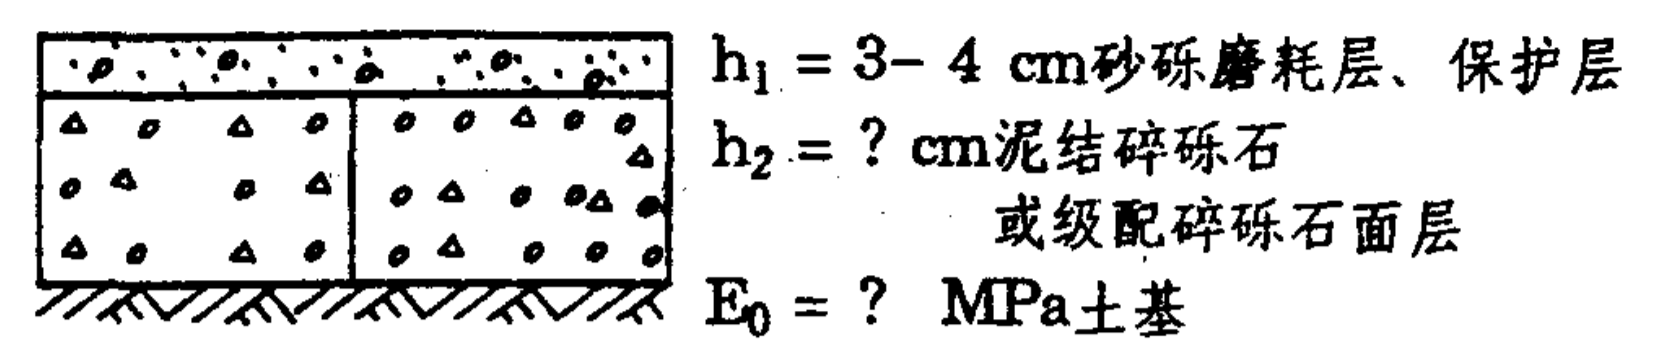 h₁ = 3－4 cm砂砾磨耗层、保护层
h₂ = ？cm泥结碎砾石
或级配碎砾石面层
E₀ = ？ MPa土基